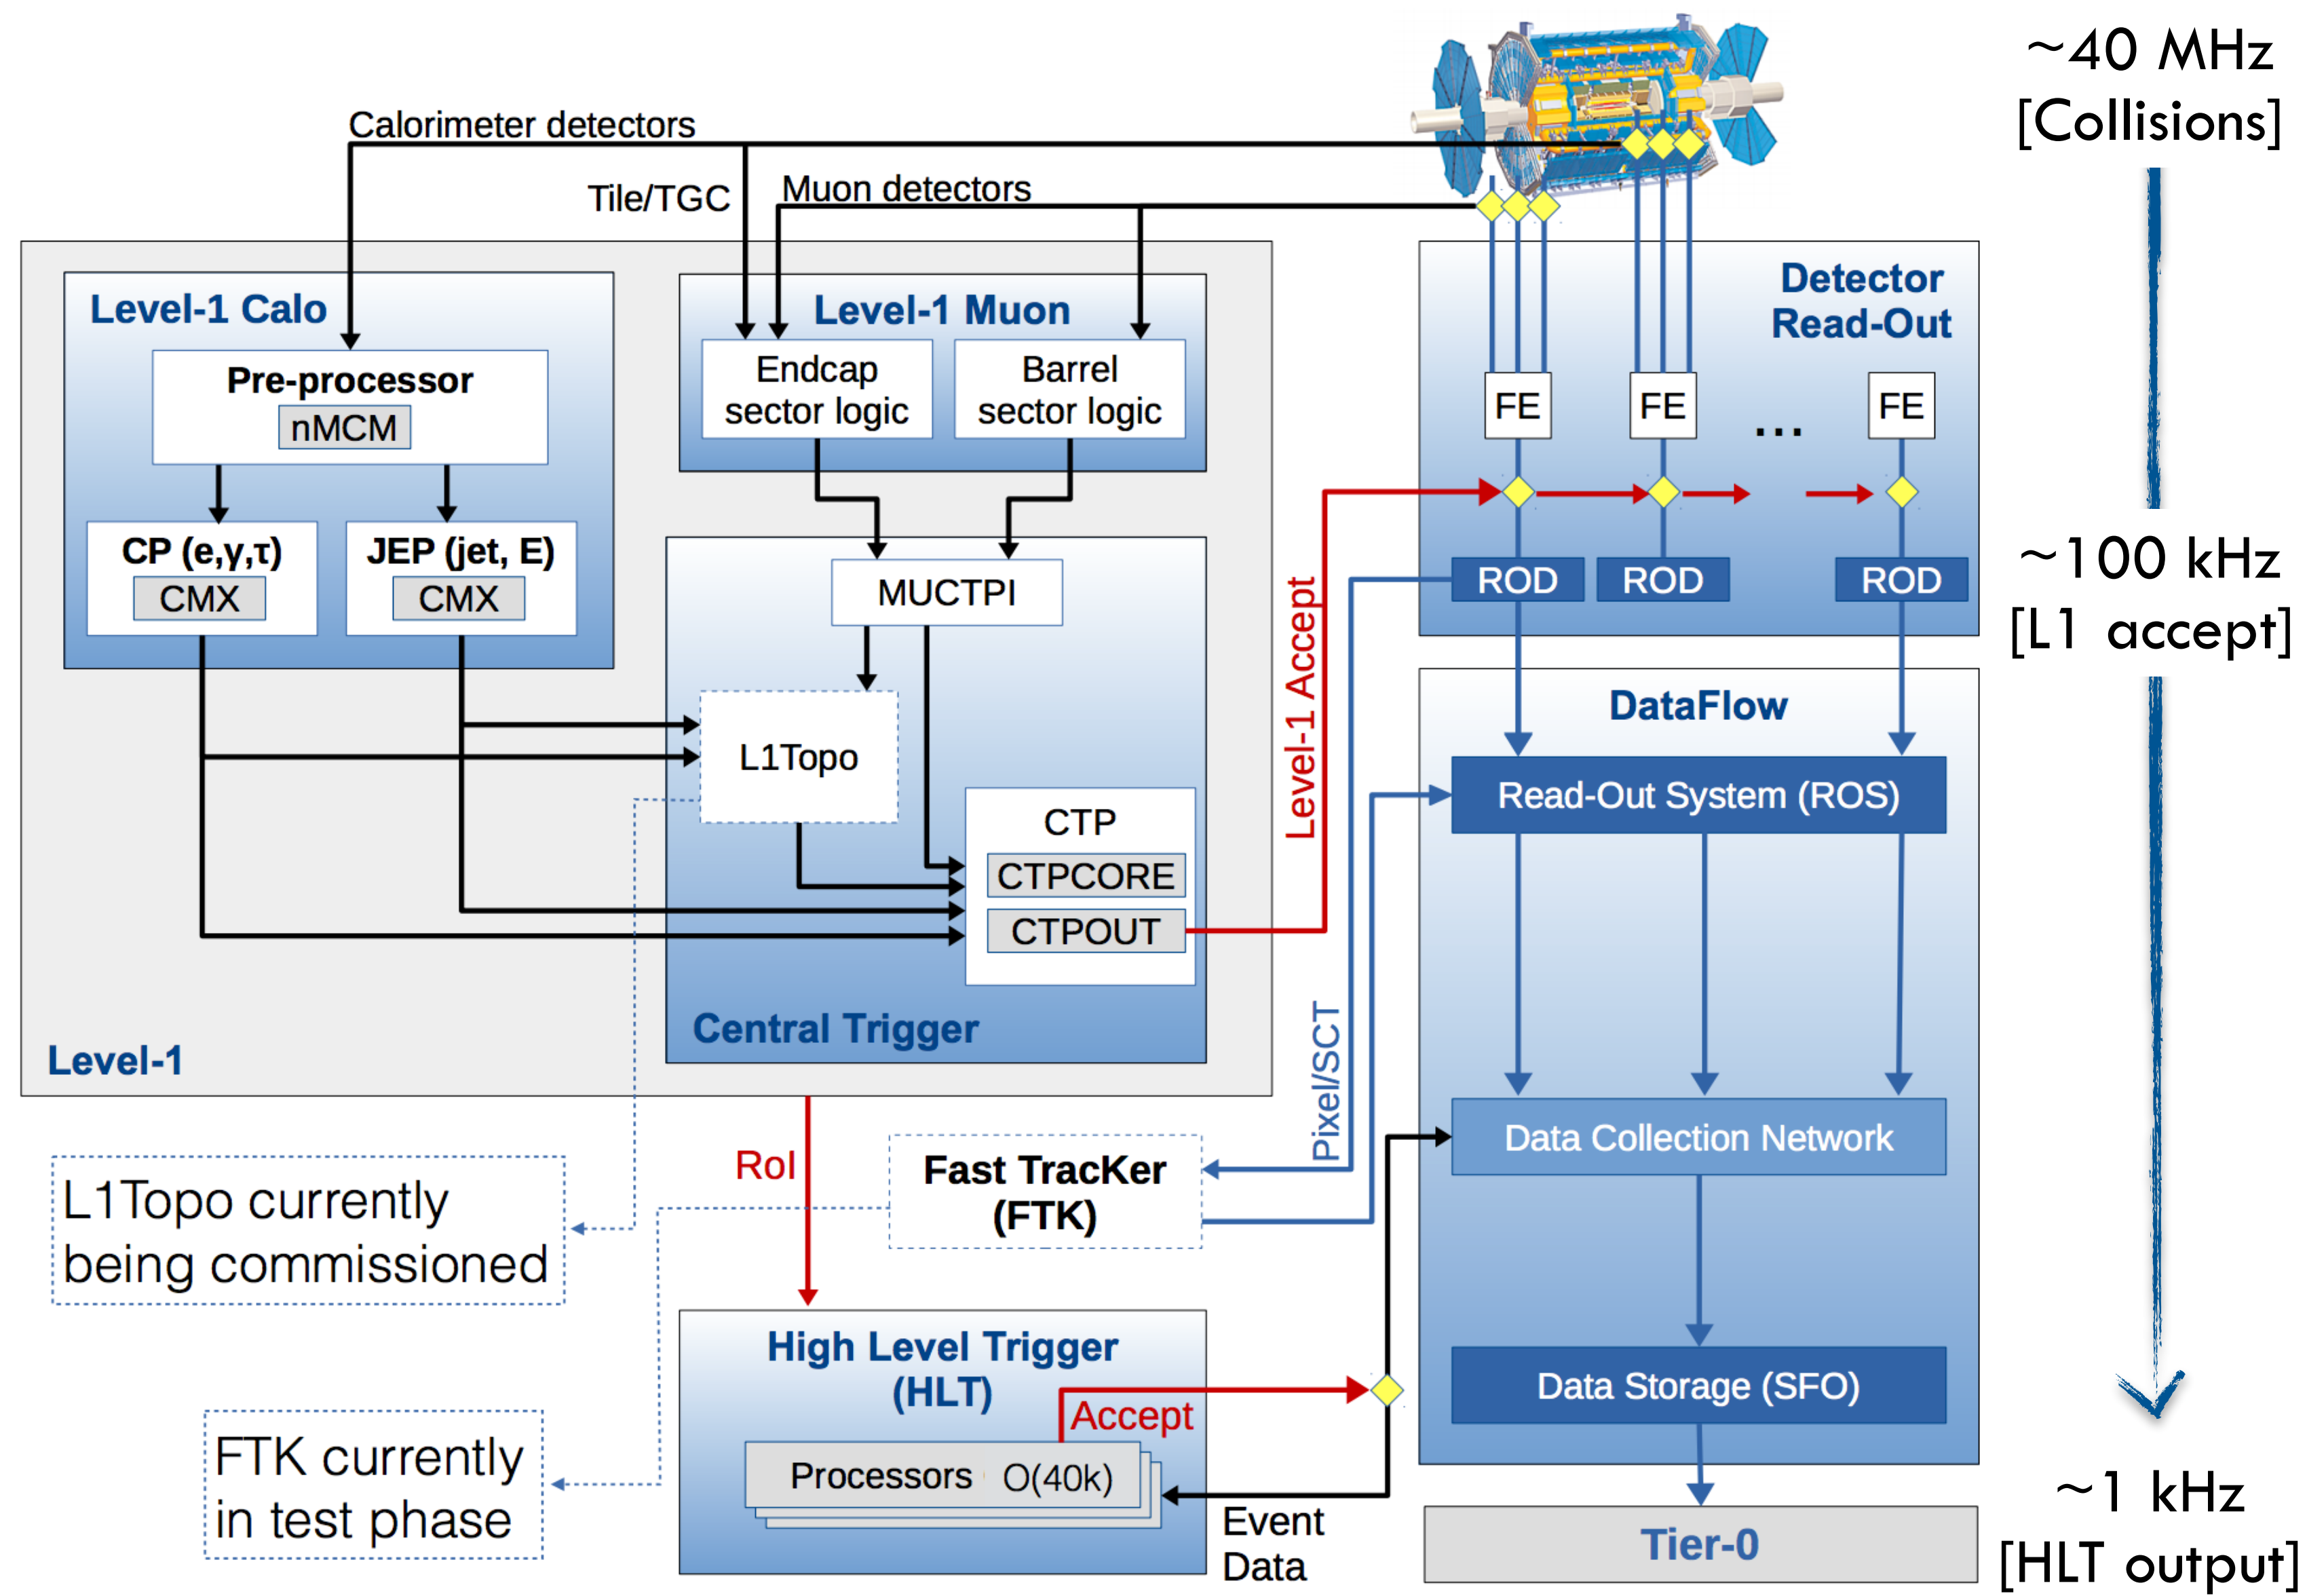 ~40 MHz
[Collisions]
Calorimeter detectors
Tile/TGC
Muon detectors
Level-1 Calo
Pre-processor
nMCM
CP (e,γ,τ)
CMX
JEP (jet, E)
CMX
Level-1 Muon
Endcap
sector logic
Barrel
sector logic
MUCTPI
L1Topo
CTP
CTPCORE
CTPOUT
Central Trigger
Level-1
Level-1 Accept
Detector
Read-Out
FE
FE
...
FE
ROD
ROD
ROD
~100 kHz
[L1 accept]
DataFlow
Read-Out System (ROS)
Data Collection Network
Data Storage (SFO)
Tier-0
Pixel/SCT
RoI
Fast TracKer
(FTK)
L1Topo currently
being commissioned
FTK currently
in test phase
High Level Trigger
(HLT)
Accept
Processors O(40k)
Event
Data
~1 kHz
[HLT output]